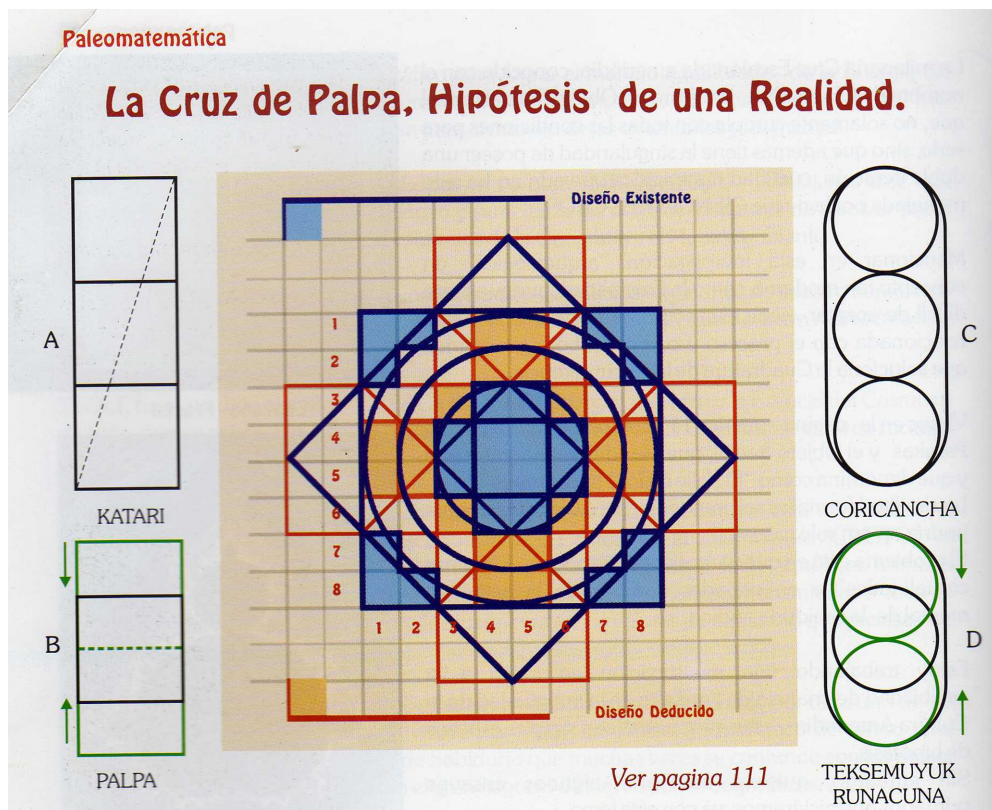 Paleomatemática
La Cruz de Palpa, Hipótesis de una Realidad.
Diseño Existente
A
KATARI
B
PALPA
1
2
3
4
5
6
7
8
1 2 3 4 5 6 7 8
Diseño Deducido
Ver pagina 111
C
CORICANCHA
D
TEKSEMUYUK
RUNACUNA